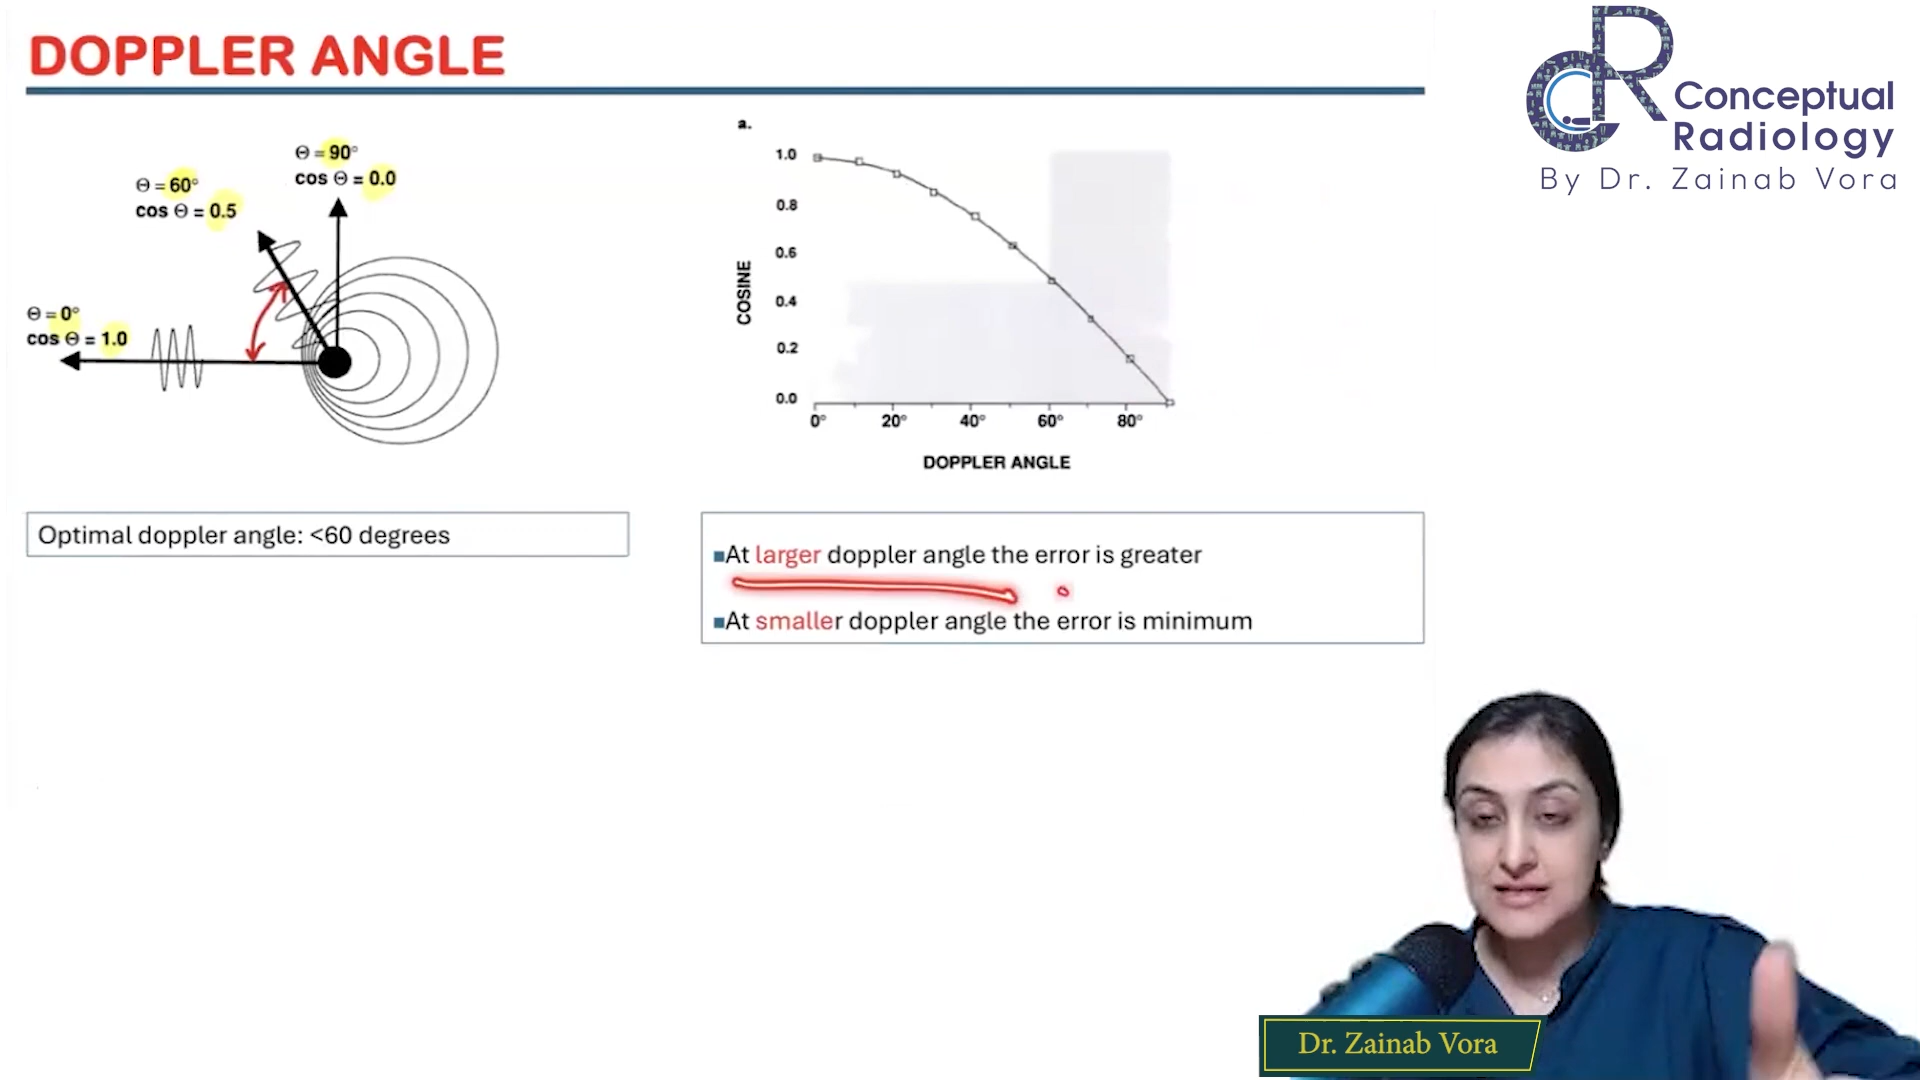 DOPPLER ANGLE
Conceptual
Radiology
By Dr. Zainab Vora
Θ = 90°
cos Θ = 0.0
Θ = 60°
cos Θ = 0.5
Θ = 0°
cos Θ = 1.0
a.
1.0
0.8
0.6
0.4
0.2
0.0
COSINE
0° 20° 40° 60° 80°
DOPPLER ANGLE
Optimal doppler angle: <60 degrees
■At larger doppler angle the error is greater
■At smaller doppler angle the error is minimum
Dr. Zainab Vora